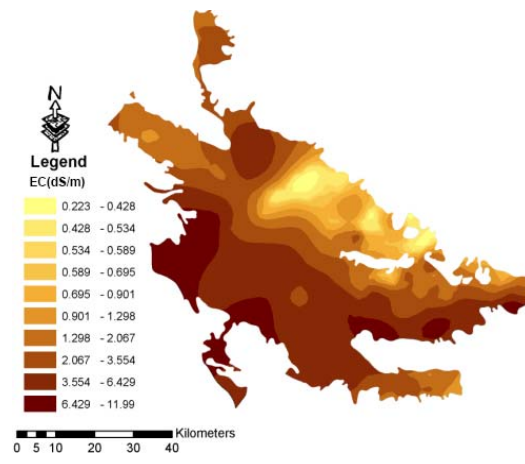 N
Legend
EC(dS/m)
0.223 - 0.428
0.428 - 0.534
0.534 - 0.589
0.589 - 0.695
0.695 - 0.901
0.901 - 1.298
1.298 - 2.067
2.067 - 3.554
3.554 - 6.429
6.429 - 11.99
Kilometers
0 5 10 20 30 40